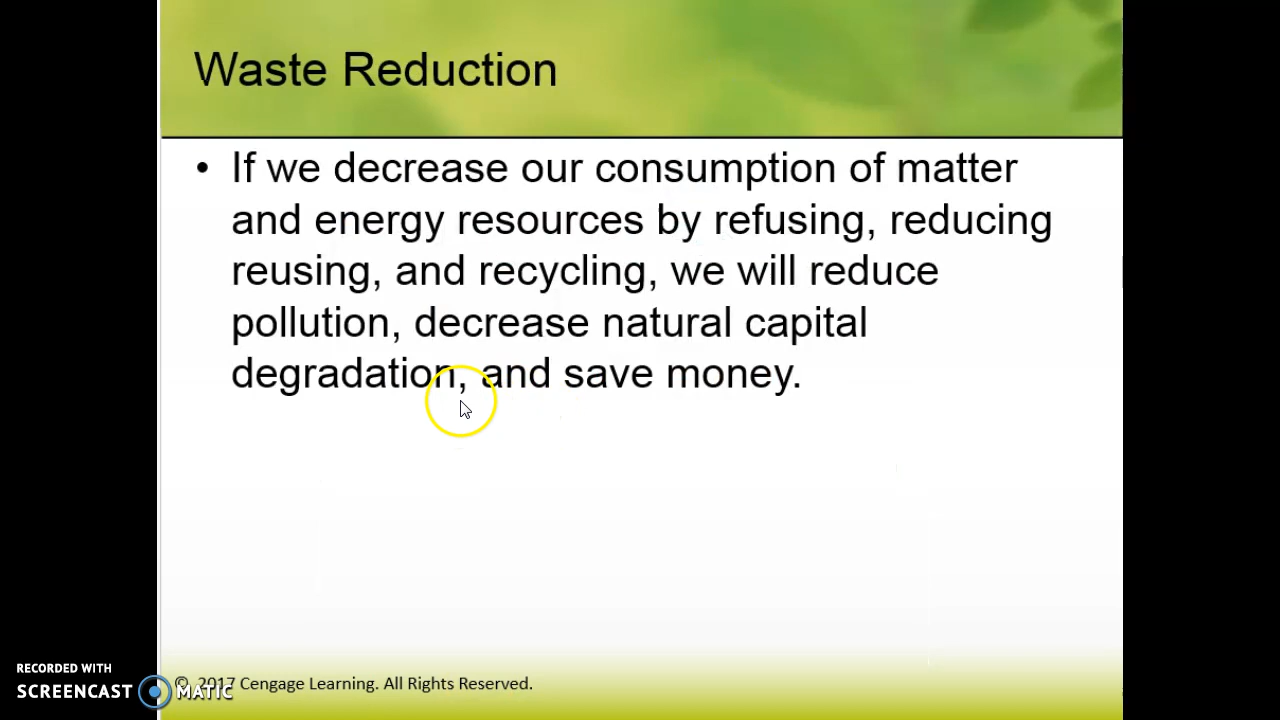 Waste Reduction
• If we decrease our consumption of matter
and energy resources by refusing, reducing
reusing, and recycling, we will reduce
pollution, decrease natural capital
degradation, and save money.
RECORDED WITH
SCREENCAST MATIC
© 2017 Cengage Learning. All Rights Reserved.